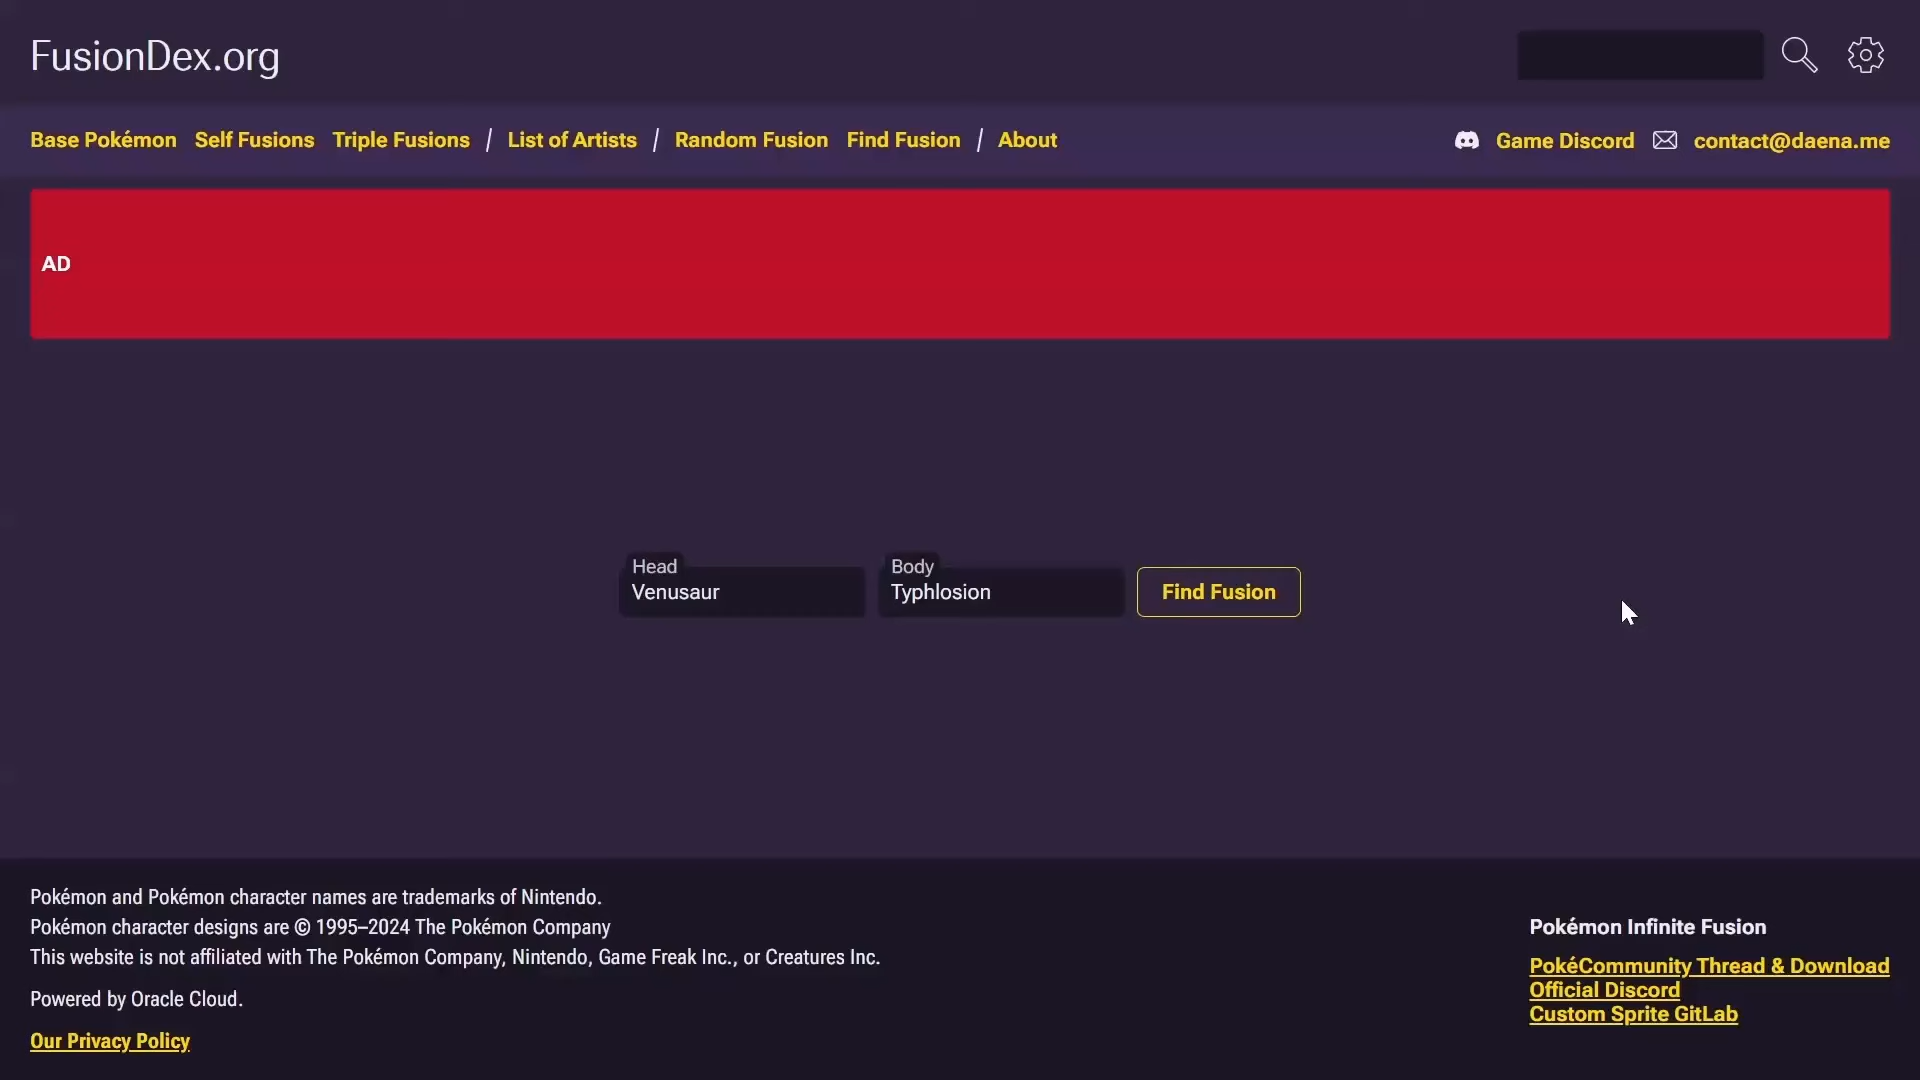 FusionDex.org
Base Pokémon Self Fusions Triple Fusions / List of Artists / Random Fusion Find Fusion / About
Game Discord contact@daena.me
AD
Head
Venusaur
Body
Typhlosion
Find Fusion
Pokémon and Pokémon character names are trademarks of Nintendo.
Pokémon character designs are © 1995–2024 The Pokémon Company
This website is not affiliated with The Pokémon Company, Nintendo, Game Freak Inc., or Creatures Inc.
Powered by Oracle Cloud.
Our Privacy Policy
Pokémon Infinite Fusion
PokéCommunity Thread & Download
Official Discord
Custom Sprite GitLab